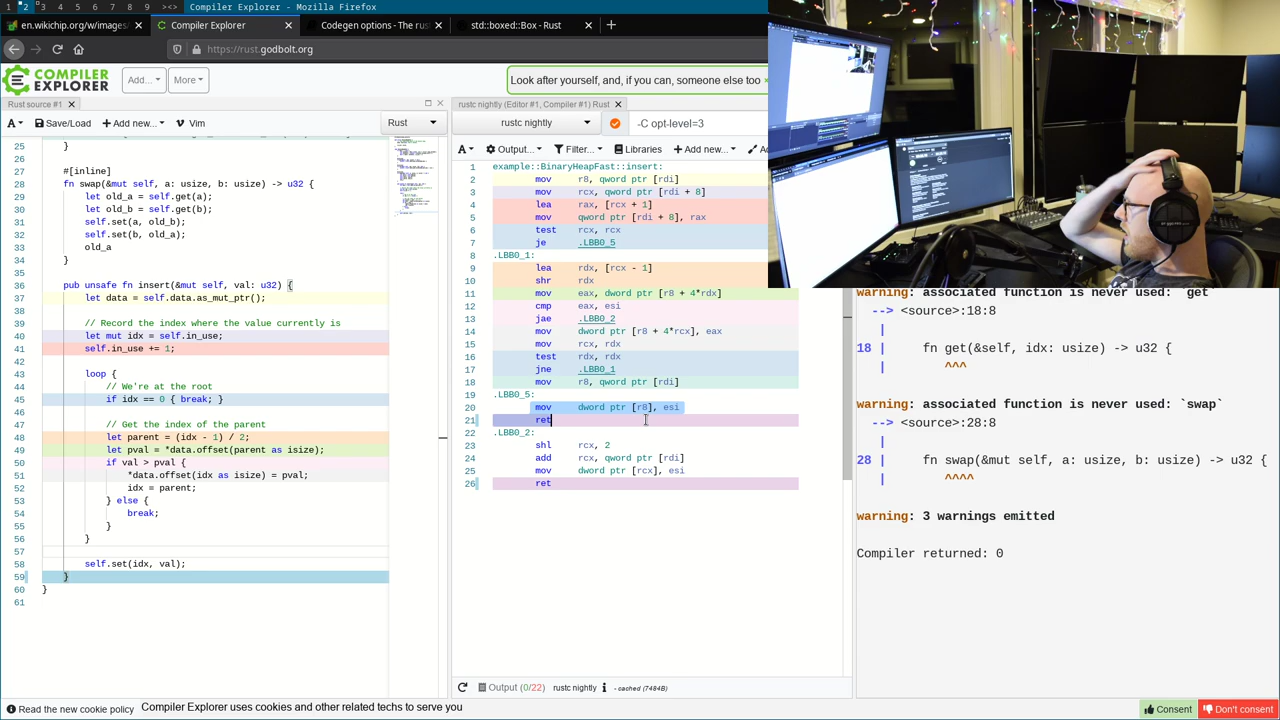 1 2 3 4 5 6 7 8 9 ><> Compiler Explorer - Mozilla Firefox
en.wikichip.org/w/images/ Compiler Explorer Codegen options - The rus std::boxed::Box - Rust
https://rust.godbolt.org
COMPILER EXPLORER Add... More Look after yourself, and, if you can, someone else too
Rust source #1 rustc nightly (Editor #1, Compiler #1) Rust
A Save/Load + Add new... Vim Rust
rustc nightly -C opt-level=3
A Output... Filter... Libraries + Add new...
25 }
26
27 #[inline]
28 fn swap(&mut self, a: usize, b: usize) -> u32 {
29 let old_a = self.get(a);
30 let old_b = self.get(b);
31 self.set(a, old_b);
32 self.set(b, old_a);
33 old_a
34 }
35
36 pub unsafe fn insert(&mut self, val: u32) {
37 let data = self.data.as_mut_ptr();
38
39 // Record the index where the value currently is
40 let mut idx = self.in_use;
41 self.in_use += 1;
42
43 loop {
44 // We're at the root
45 if idx == 0 { break; }
46
47 // Get the index of the parent
48 let parent = (idx - 1) / 2;
49 let pval = *data.offset(parent as isize);
50 if val > pval {
51 *data.offset(idx as isize) = pval;
52 idx = parent;
53 } else {
54 break;
55 }
56 }
57
58 self.set(idx, val);
59 }
60 }
61
1 example::BinaryHeapFast::insert:
2 mov r8, qword ptr [rdi]
3 mov rcx, qword ptr [rdi + 8]
4 lea rax, [rcx + 1]
5 mov qword ptr [rdi + 8], rax
6 test rcx, rcx
7 je .LBB0_5
8 .LBB0_1:
9 lea rdx, [rcx - 1]
10 shr rdx
11 mov eax, dword ptr [r8 + 4*rdx]
12 cmp eax, esi
13 jae .LBB0_2
14 mov dword ptr [r8 + 4*rcx], eax
15 mov rcx, rdx
16 test rdx, rdx
17 jne .LBB0_1
18 mov r8, qword ptr [rdi]
19 .LBB0_5:
20 mov dword ptr [r8], esi
21 ret
22 .LBB0_2:
23 shl rcx, 2
24 add rcx, qword ptr [rdi]
25 mov dword ptr [rcx], esi
26 ret
Output (0/22) rustc nightly i - cached (7484B)
warning: associated function is never used: `get`
--> <source>:18:8
|
18 | fn get(&self, idx: usize) -> u32 {
| ^^^
warning: associated function is never used: `swap`
--> <source>:28:8
|
28 | fn swap(&mut self, a: usize, b: usize) -> u32 {
| ^^^^
warning: 3 warnings emitted
Compiler returned: 0
Read the new cookie policy Compiler Explorer uses cookies and other related techs to serve you Consent Don't consent